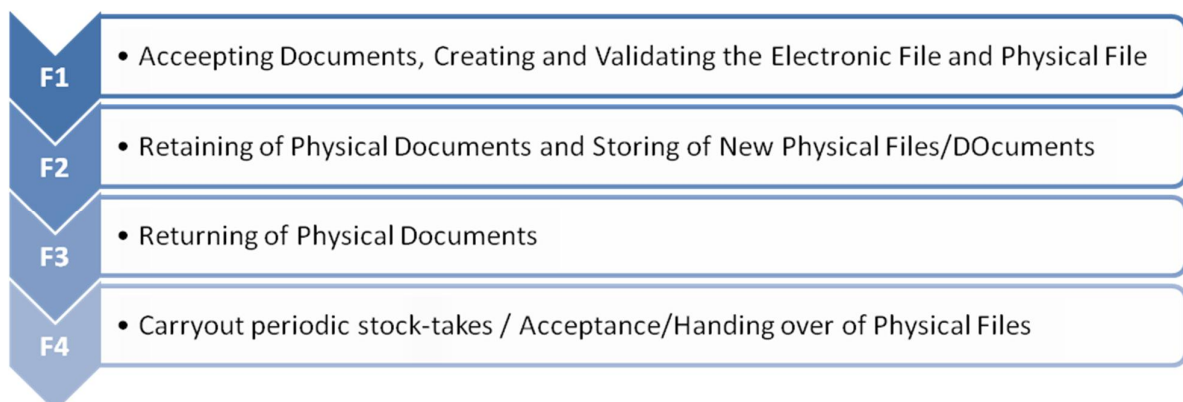 F1
• Acceepting Documents, Creating and Validating the Electronic File and Physical File
F2
• Retaining of Physical Documents and Storing of New Physical Files/DOcuments
F3
• Returning of Physical Documents
F4
• Carryout periodic stock-takes / Acceptance/Handing over of Physical Files